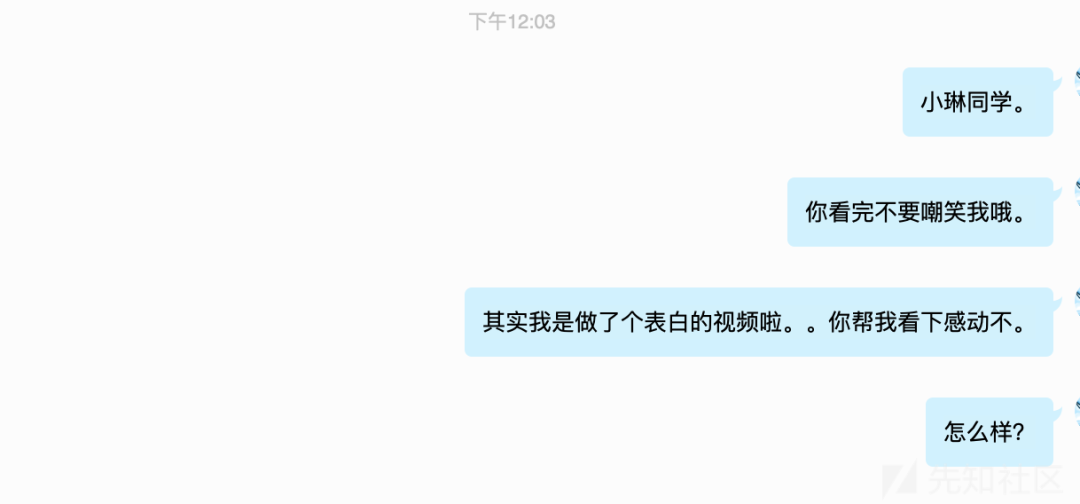 下午12:03
小琳同学。
你看完不要嘲笑我哦。
其实我是做了个表白的视频啦。。你帮我看下感动不。
怎么样？
先知社区